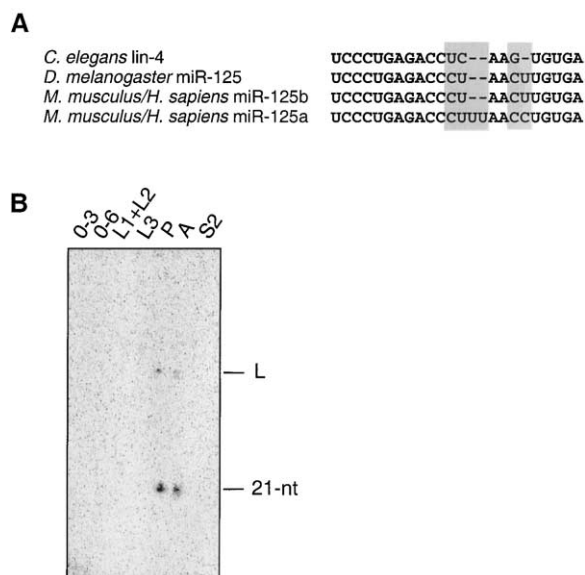 A
C. elegans lin-4 UCCCUGAGACCUC--AAG-UGUGA
D. melanogaster miR-125 UCCCUGAGACCCU--AACUUGUGA
M. musculus/H. sapiens miR-125b UCCCUGAGACCCU--AACUUGUGA
M. musculus/H. sapiens miR-125a UCCCUGAGACCCUUUAACCUGUGA
B
0-3 0-6 L1+L2 L3 P A S2
L
21-nt